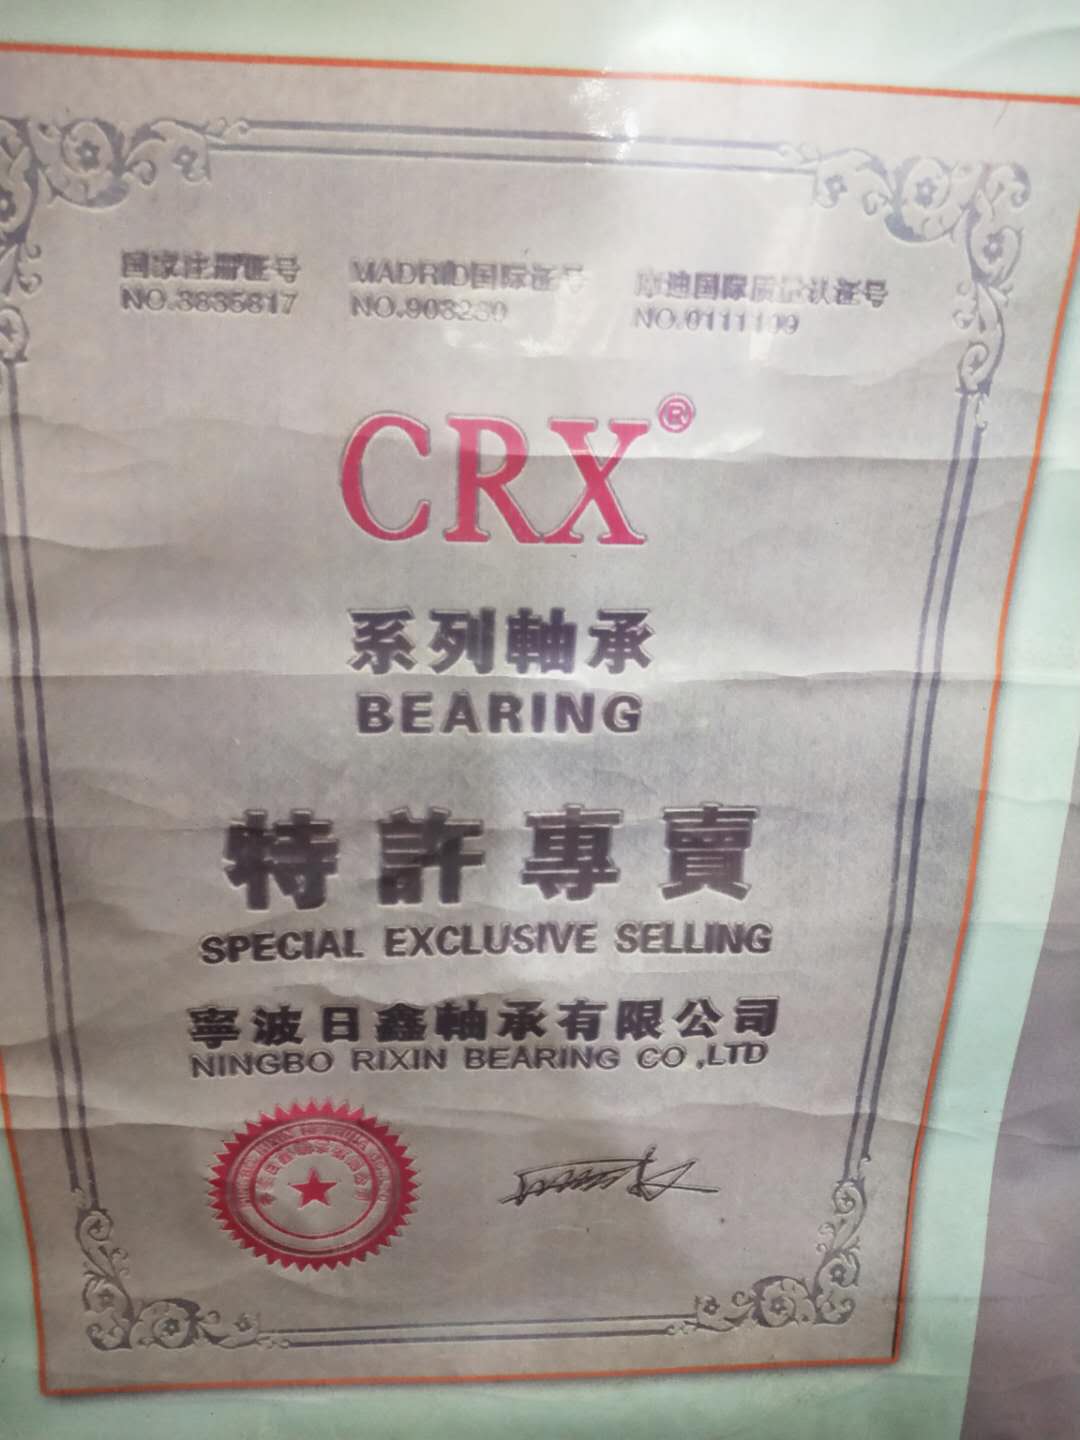 国家注册证号 MADRID国际证号
NO.3835817
CRX®
系列軸承
BEARING
特許專賣
SPECIAL EXCLUSIVE SELLING
寧波日鑫軸承有限公司
NINGBO RIXIN BEARING CO.,LTD